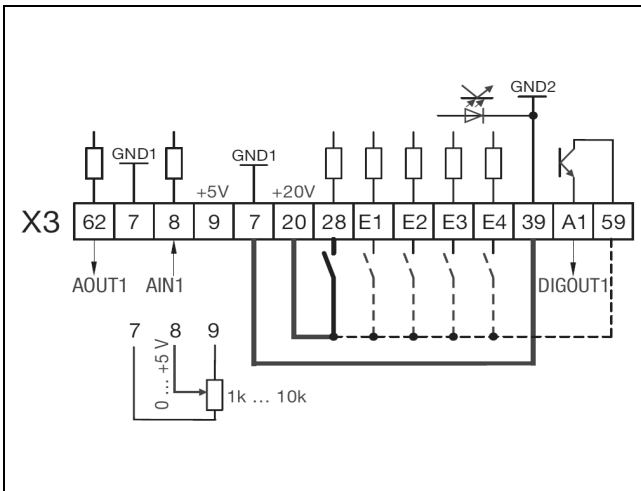 GND2
GND1
GND1
+5V
+20V
X3 62 7 8 9 7 20 28 E1 E2 E3 E4 39 A1 59
AOUT1
AIN1
DIGOUT1
7 8 9
0 ... +5 V
1k ... 10k